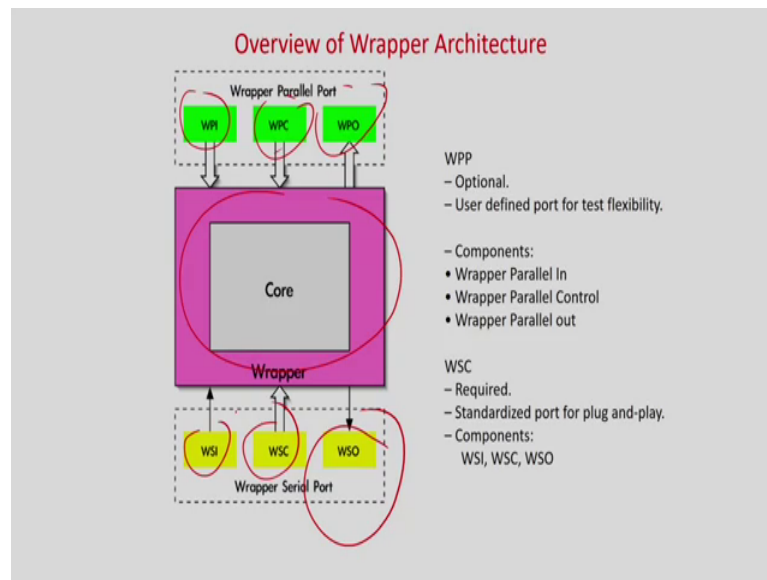 Overview of Wrapper Architecture
Wrapper Parallel Port
WPI WPC WPO
Core
Wrapper
WSI WSC WSO
Wrapper Serial Port
WPP
– Optional.
– User defined port for test flexibility.
– Components:
• Wrapper Parallel In
• Wrapper Parallel Control
• Wrapper Parallel out
WSC
– Required.
– Standardized port for plug and-play.
– Components:
WSI, WSC, WSO